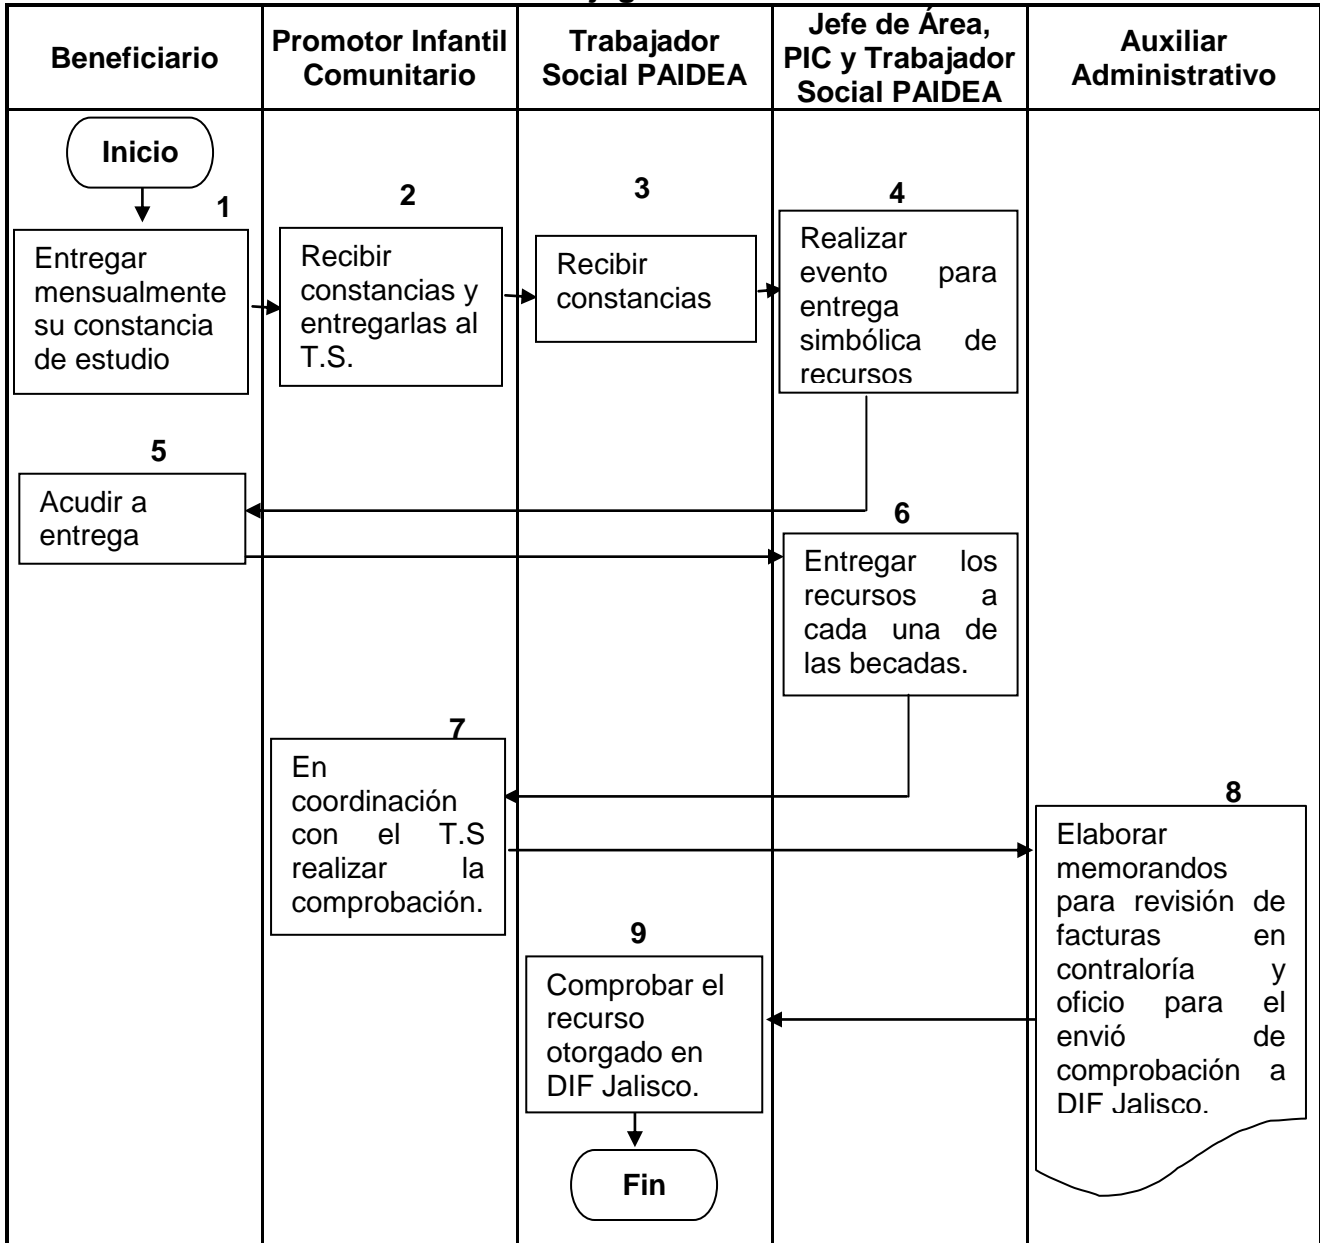 Beneficiario
Promotor Infantil
Comunitario
Trabajador
Social PAIDEA
Jefe de Área,
PIC y Trabajador
Social PAIDEA
Auxiliar
Administrativo
Inicio
1
Entregar
mensualmente
su constancia
de estudio
2
Recibir
constancias y
entregarlas al
T.S.
3
Recibir
constancias
4
Realizar
evento para
entrega
simbólica de
recursos
5
Acudir a
entrega
6
Entregar los
recursos a
cada una de
las becadas.
7
En
coordinación
con el T.S
realizar la
comprobación.
8
Elaborar
memorandos
para revisión de
facturas en
contraloría y
oficio para el
envió de
comprobación a
DIF Jalisco.
9
Comprobar el
recurso
otorgado en
DIF Jalisco.
Fin